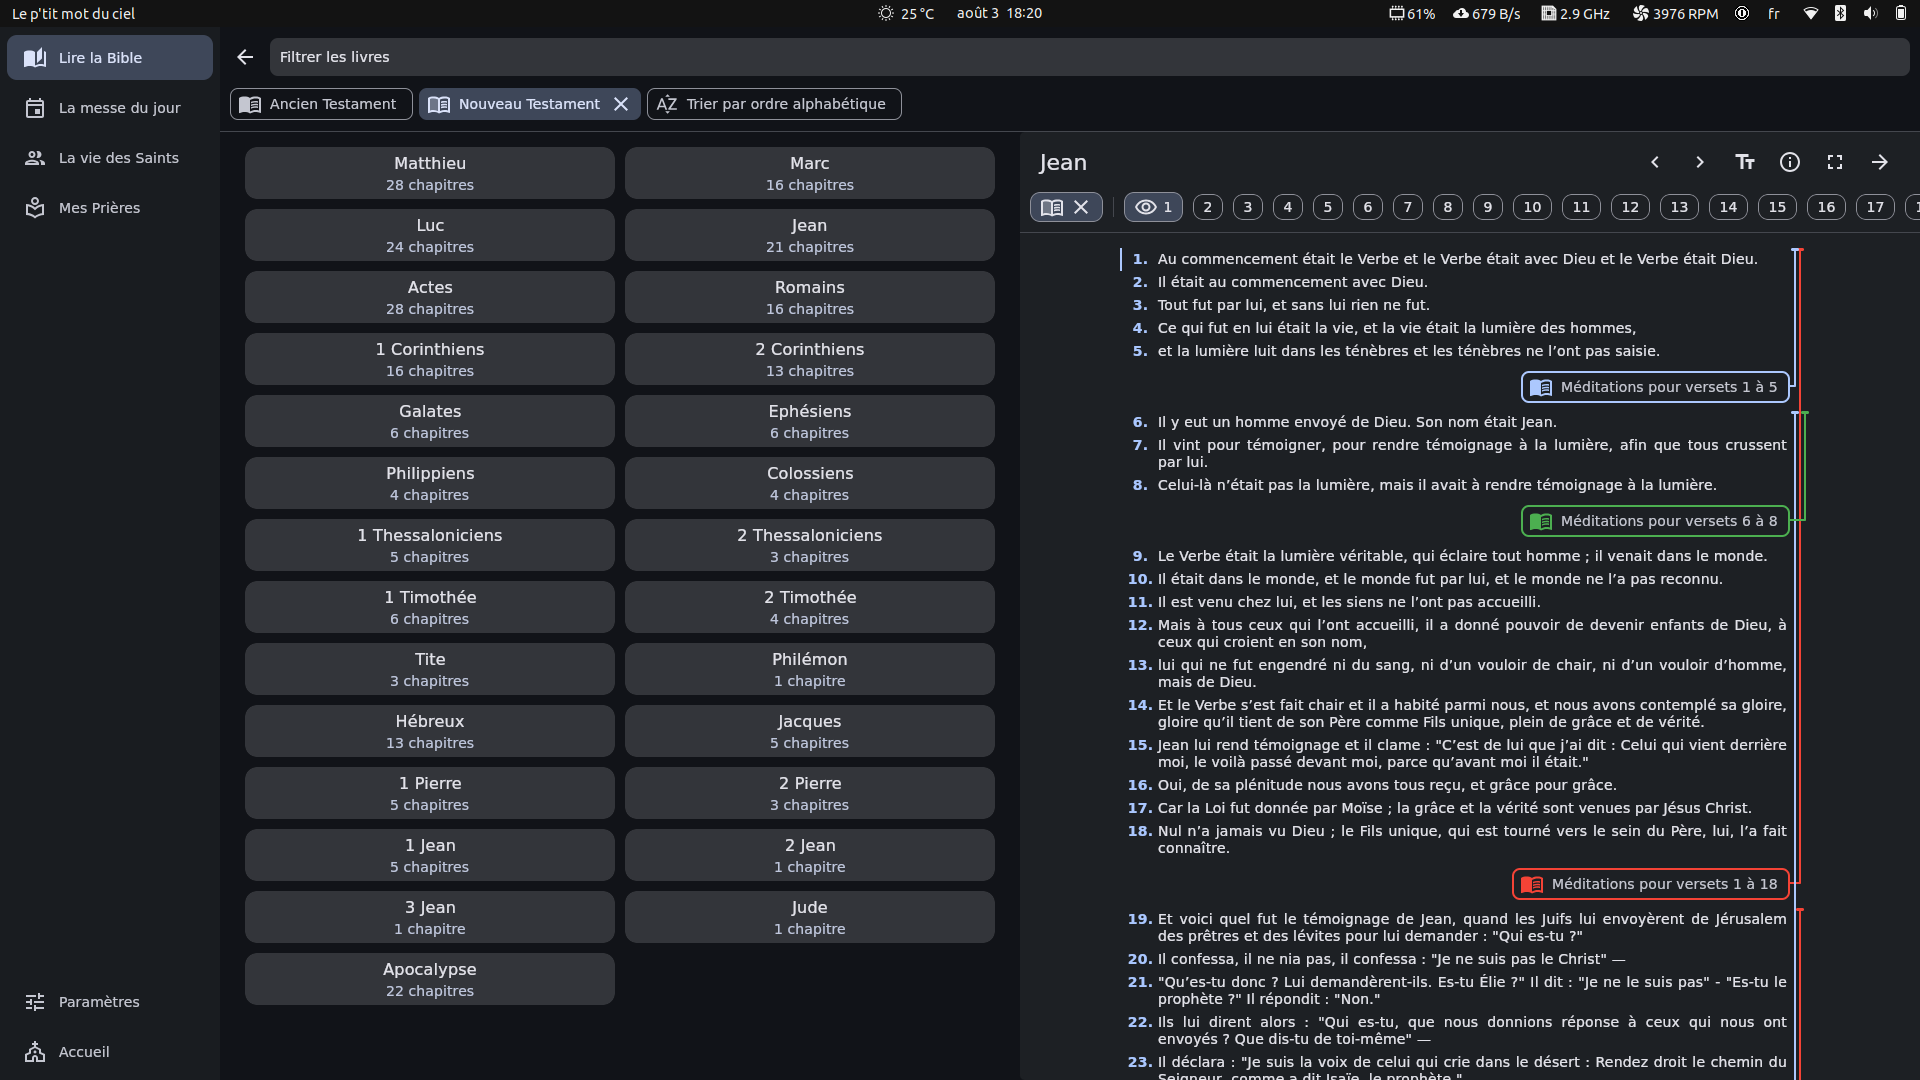 Le p'tit mot du ciel
25 °C
août 3 18:20
61%
679 B/s
2.9 GHz
3976 RPM
fr
Lire la Bible
La messe du jour
La vie des Saints
Mes Prières
Paramètres
Accueil
Filtrer les livres
Ancien Testament
Nouveau Testament
AZ Trier par ordre alphabétique
Matthieu
28 chapitres
Marc
16 chapitres
Luc
24 chapitres
Jean
21 chapitres
Actes
28 chapitres
Romains
16 chapitres
1 Corinthiens
16 chapitres
2 Corinthiens
13 chapitres
Galates
6 chapitres
Ephésiens
6 chapitres
Philippiens
4 chapitres
Colossiens
4 chapitres
1 Thessaloniciens
5 chapitres
2 Thessaloniciens
3 chapitres
1 Timothée
6 chapitres
2 Timothée
4 chapitres
Tite
3 chapitres
Philémon
1 chapitre
Hébreux
13 chapitres
Jacques
5 chapitres
1 Pierre
5 chapitres
2 Pierre
3 chapitres
1 Jean
5 chapitres
2 Jean
1 chapitre
3 Jean
1 chapitre
Jude
1 chapitre
Apocalypse
22 chapitres
Jean
Tt
1 2 3 4 5 6 7 8 9 10 11 12 13 14 15 16 17
1. Au commencement était le Verbe et le Verbe était avec Dieu et le Verbe était Dieu.
2. Il était au commencement avec Dieu.
3. Tout fut par lui, et sans lui rien ne fut.
4. Ce qui fut en lui était la vie, et la vie était la lumière des hommes,
5. et la lumière luit dans les ténèbres et les ténèbres ne l’ont pas saisie.
Méditations pour versets 1 à 5
6. Il y eut un homme envoyé de Dieu. Son nom était Jean.
7. Il vint pour témoigner, pour rendre témoignage à la lumière, afin que tous crussent
par lui.
8. Celui-là n’était pas la lumière, mais il avait à rendre témoignage à la lumière.
Méditations pour versets 6 à 8
9. Le Verbe était la lumière véritable, qui éclaire tout homme ; il venait dans le monde.
10. Il était dans le monde, et le monde fut par lui, et le monde ne l’a pas reconnu.
11. Il est venu chez lui, et les siens ne l’ont pas accueilli.
12. Mais à tous ceux qui l’ont accueilli, il a donné pouvoir de devenir enfants de Dieu, à
ceux qui croient en son nom,
13. lui qui ne fut engendré ni du sang, ni d’un vouloir de chair, ni d’un vouloir d’homme,
mais de Dieu.
14. Et le Verbe s’est fait chair et il a habité parmi nous, et nous avons contemplé sa gloire,
gloire qu’il tient de son Père comme Fils unique, plein de grâce et de vérité.
15. Jean lui rend témoignage et il clame : "C’est de lui que j’ai dit : Celui qui vient derrière
moi, le voilà passé devant moi, parce qu’avant moi il était."
16. Oui, de sa plénitude nous avons tous reçu, et grâce pour grâce.
17. Car la Loi fut donnée par Moïse ; la grâce et la vérité sont venues par Jésus Christ.
18. Nul n’a jamais vu Dieu ; le Fils unique, qui est tourné vers le sein du Père, lui, l’a fait
connaître.
Méditations pour versets 1 à 18
19. Et voici quel fut le témoignage de Jean, quand les Juifs lui envoyèrent de Jérusalem
des prêtres et des lévites pour lui demander : "Qui es-tu ?"
20. Il confessa, il ne nia pas, il confessa : "Je ne suis pas le Christ" —
21. "Qu’es-tu donc ? Lui demandèrent-ils. Es-tu Élie ?" Il dit : "Je ne le suis pas" - "Es-tu le
prophète ?" Il répondit : "Non."
22. Ils lui dirent alors : "Qui es-tu, que nous donnions réponse à ceux qui nous ont
envoyés ? Que dis-tu de toi-même" —
23. Il déclara : "Je suis la voix de celui qui crie dans le désert : Rendez droit le chemin du
Seigneur, comme a dit Isaïe, le prophète."